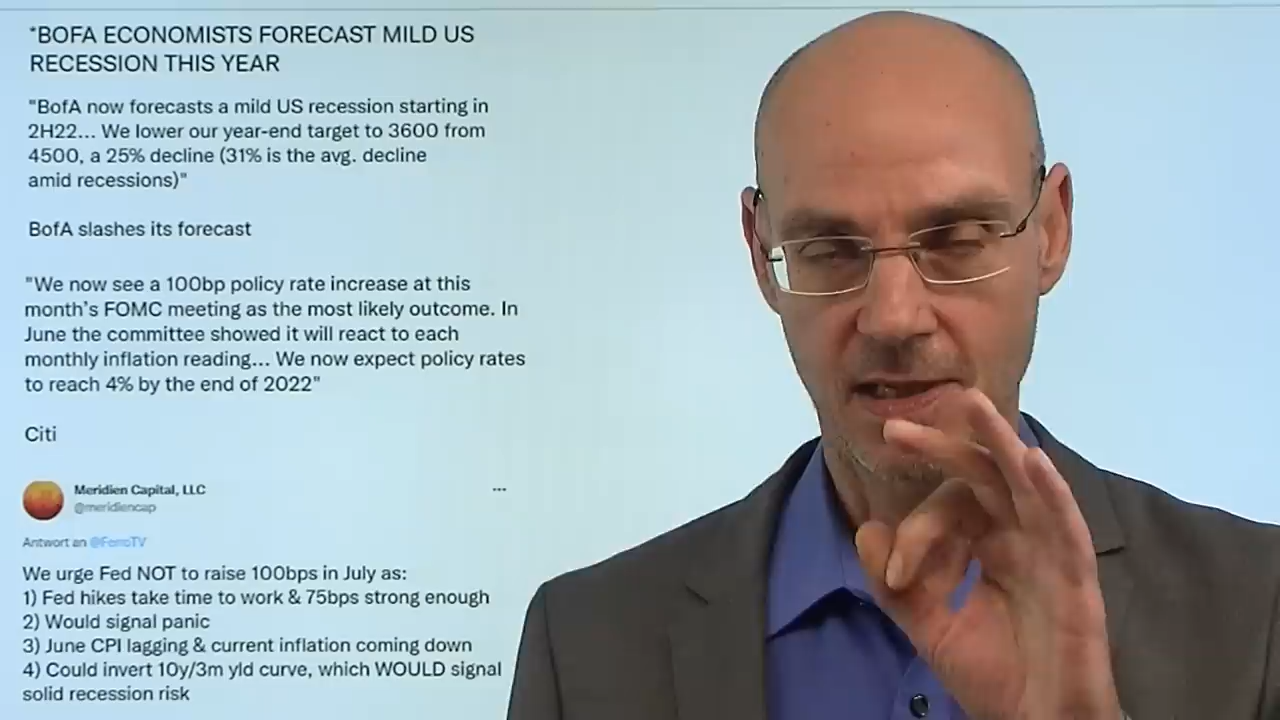 *BOFA ECONOMISTS FORECAST MILD US
RECESSION THIS YEAR
"BofA now forecasts a mild US recession starting in
2H22... We lower our year-end target to 3600 from
4500, a 25% decline (31% is the avg. decline
amid recessions)"
BofA slashes its forecast
"We now see a 100bp policy rate increase at this
month's FOMC meeting as the most likely outcome. In
June the committee showed it will react to each
monthly inflation reading... We now expect policy rates
to reach 4% by the end of 2022"
Citi
Meridien Capital, LLC
@meridiencap
...
Antwort an @FerroTV
We urge Fed NOT to raise 100bps in July as:
1) Fed hikes take time to work & 75bps strong enough
2) Would signal panic
3) June CPI lagging & current inflation coming down
4) Could invert 10y/3m yld curve, which WOULD signal
solid recession risk